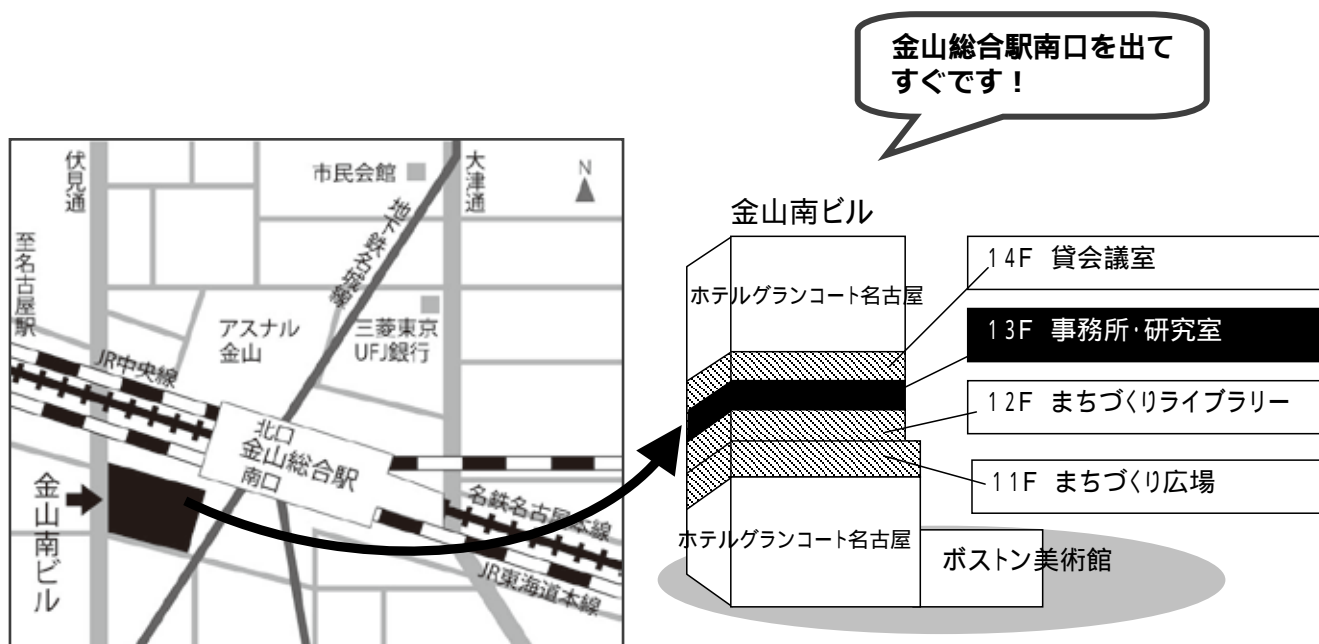 金山総合駅南口を出て
すぐです！
伏見通
市民会館
大津通
N
地下鉄名城線
至名古屋駅
アスナル
金山
三菱東京
UFJ銀行
JR中央線
北口
金山総合駅
南口
金山南ビル
名鉄名古屋本線
JR東海道本線
金山南ビル
ホテルグランコート名古屋
14F 貸会議室
13F 事務所・研究室
12F まちづくりライブラリー
11F まちづくり広場
ホテルグランコート名古屋
ボストン美術館